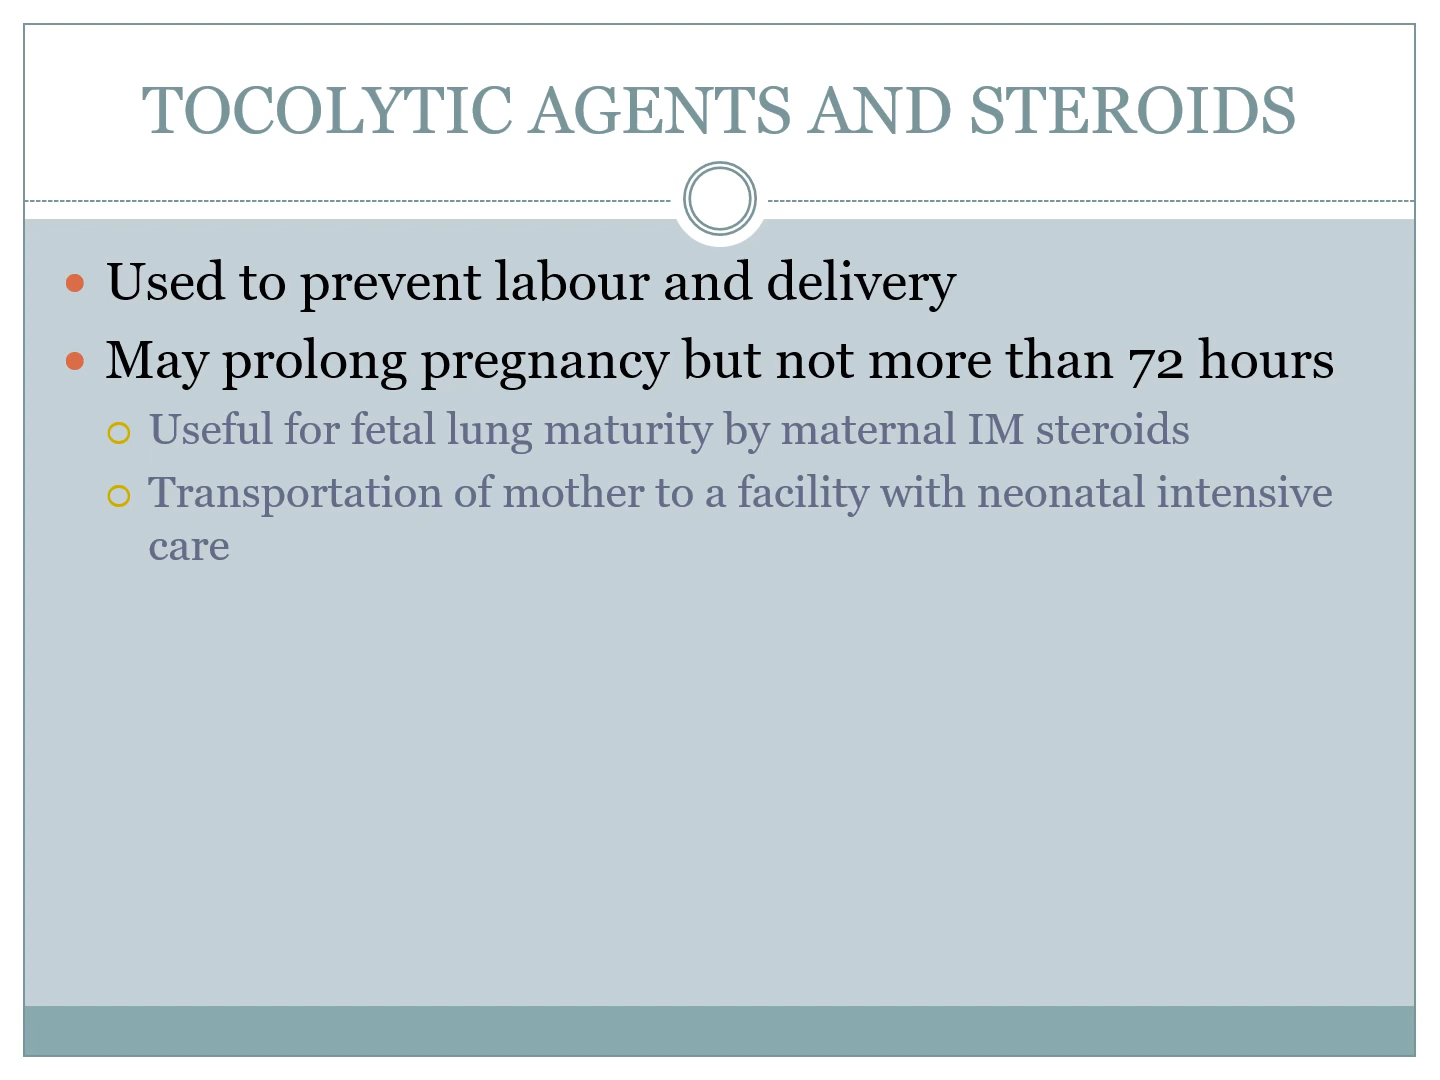 TOCOLYTIC AGENTS AND STEROIDS
Used to prevent labour and delivery
May prolong pregnancy but not more than 72 hours
Useful for fetal lung maturity by maternal IM steroids
Transportation of mother to a facility with neonatal intensive
care